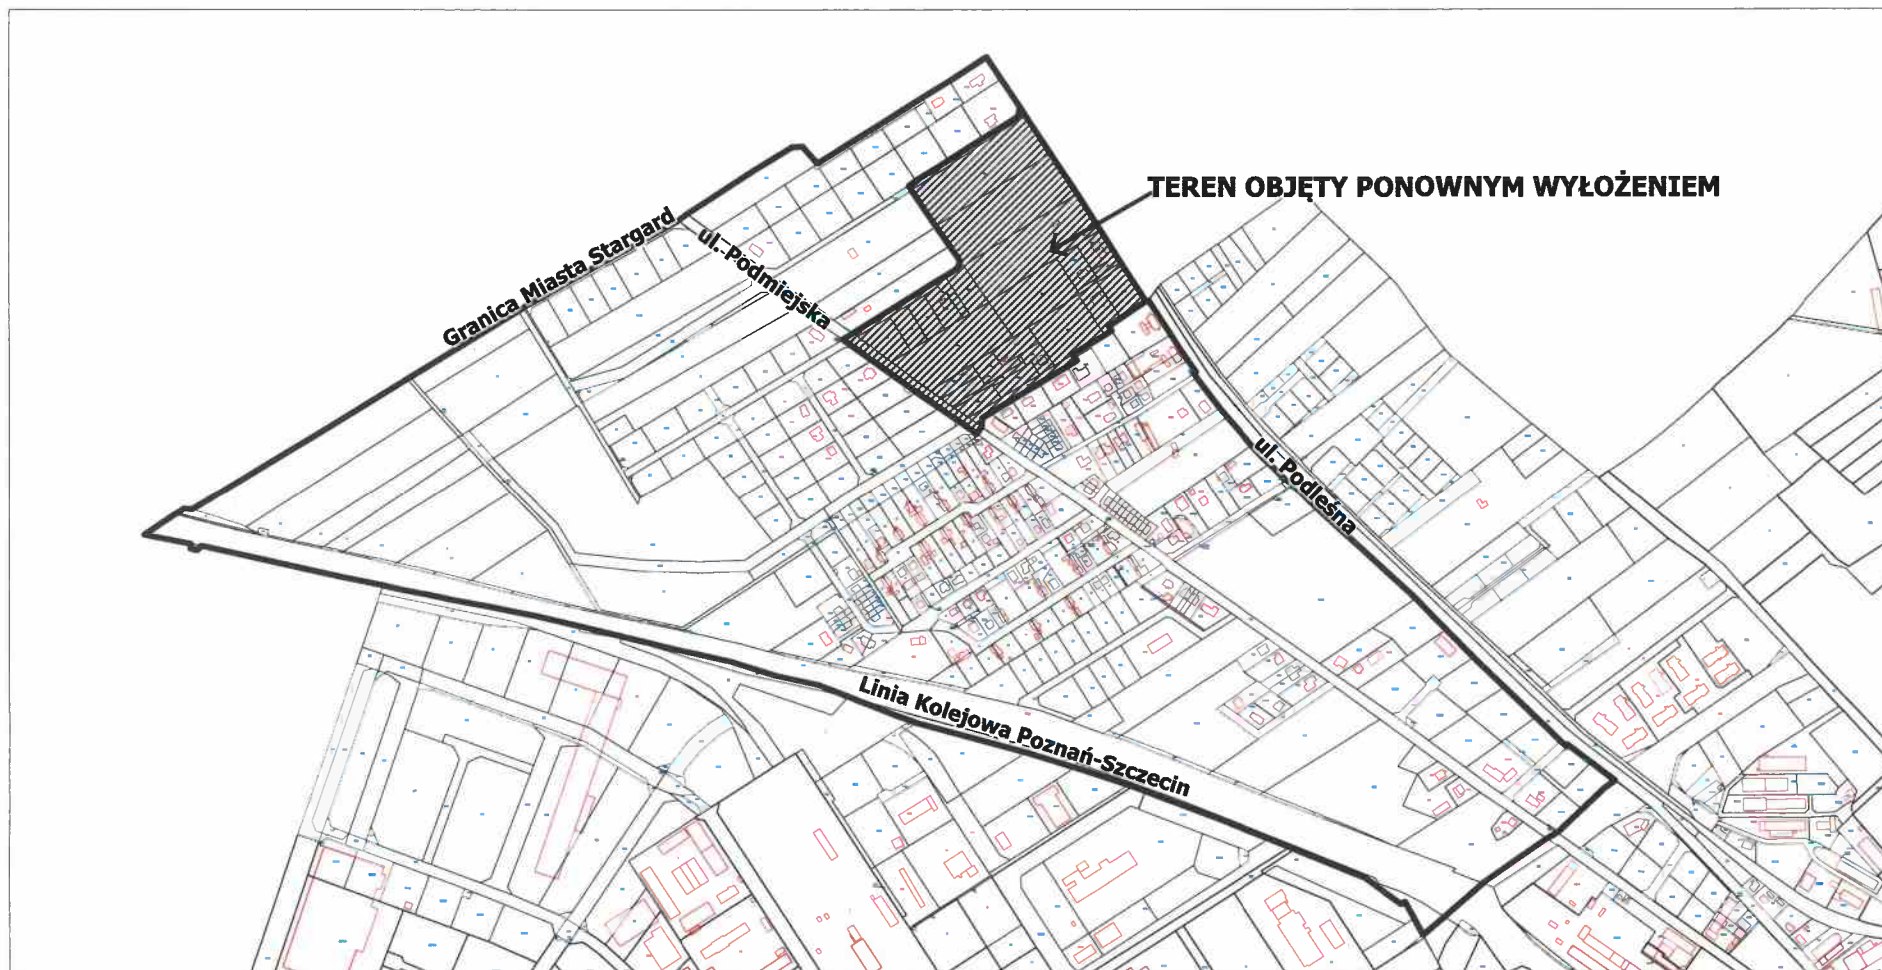 TEREN OBJĘTY PONOWNYM WYŁOŻENIEM
Granica Miasta Stargard
ul. Podmiejska
ul. Podleśna
Linia Kolejowa Poznań-Szczecin